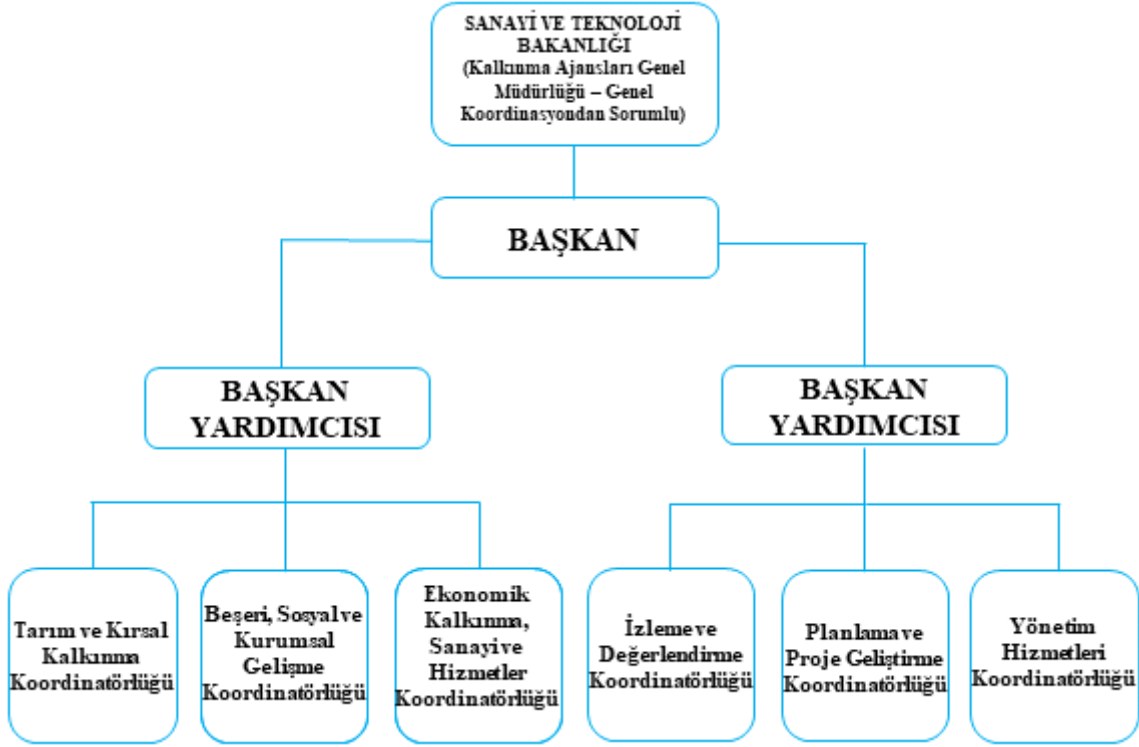 SANAYİ VE TEKNOLOJİ
BAKANLIĞI
(Kalkınma Ajansları Genel
Müdürlüğü – Genel
Koordinasyondan Sorumlu)
BAŞKAN
BAŞKAN
YARDIMCISI
BAŞKAN
YARDIMCISI
Tarım ve Kırsal
Kalkınma
Koordinatörlüğü
Beşeri, Sosyal ve
Kurumsal
Gelişme
Koordinatörlüğü
Ekonomik
Kalkınma,
Sanayi ve
Hizmetler
Koordinatörlüğü
İzleme ve
Değerlendirme
Koordinatörlüğü
Planlama ve
Proje Geliştirme
Koordinatörlüğü
Yönetim
Hizmetleri
Koordinatörlüğü